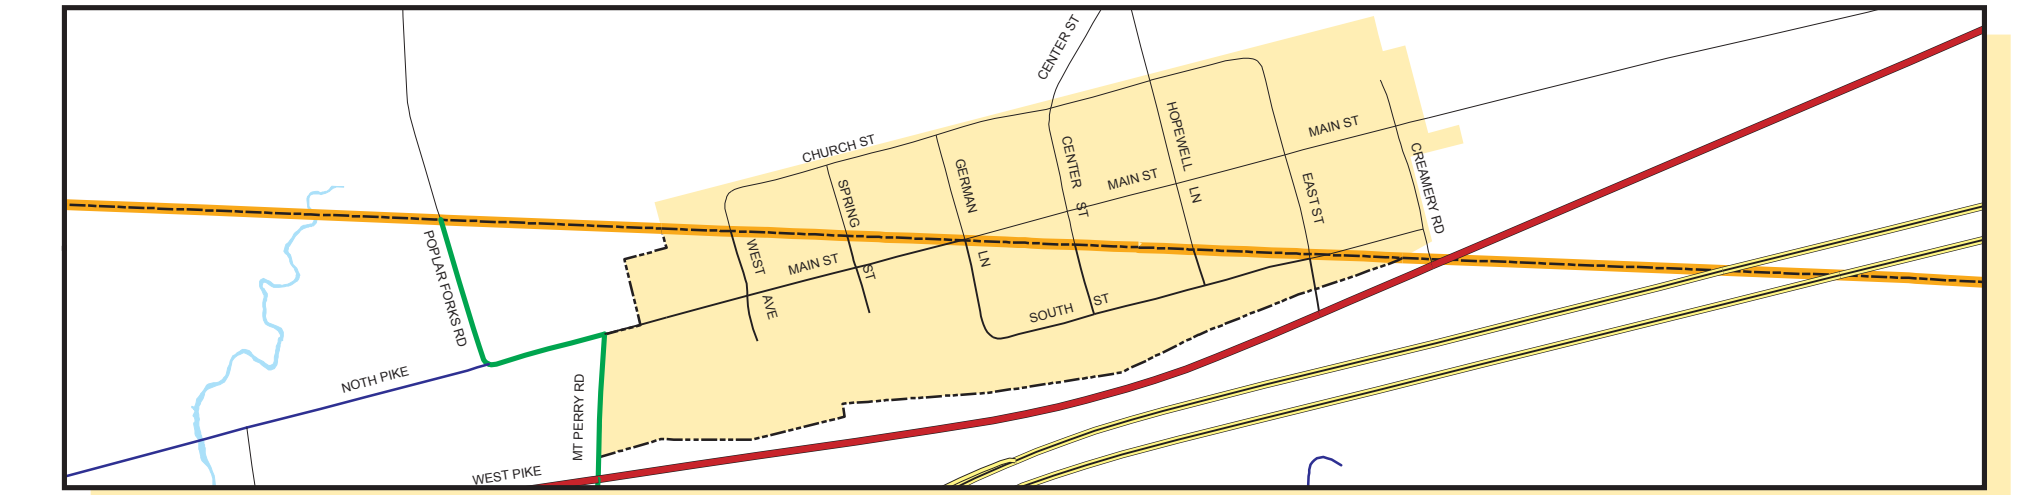 CENTER ST
CHURCH ST
MAIN ST
HOPEWELL
LN
CENTER
ST
GERMAN
LN
SPRING
ST
MAIN ST
EAST ST
CREAMERY RD
WEST
AVE
MAIN ST
SOUTH
ST
POPLAR FORKS RD
NOTH PIKE
MT PERRY RD
WEST PIKE